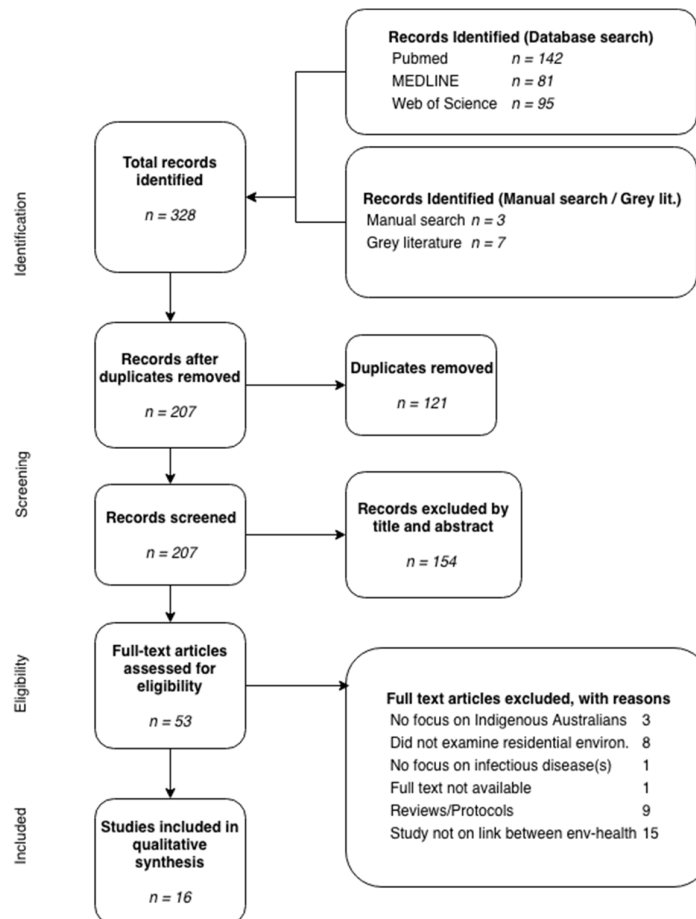 Records Identified (Database search)
Pubmed n = 142
MEDLINE n = 81
Web of Science n = 95
Identification
Total records
identified
n = 328
Records Identified (Manual search / Grey lit.)
Manual search n = 3
Grey literature n = 7
Records after
duplicates removed
n = 207
Duplicates removed
n = 121
Screening
Records screened
n = 207
Records excluded by
title and abstract
n = 154
Eligibility
Full-text articles
assessed for
eligibility
n = 53
Full text articles excluded, with reasons
No focus on Indigenous Australians 3
Did not examine residential environ. 8
No focus on infectious disease(s) 1
Full text not available 1
Reviews/Protocols 9
Study not on link between env-health 15
Included
Studies included in
qualitative
synthesis
n = 16